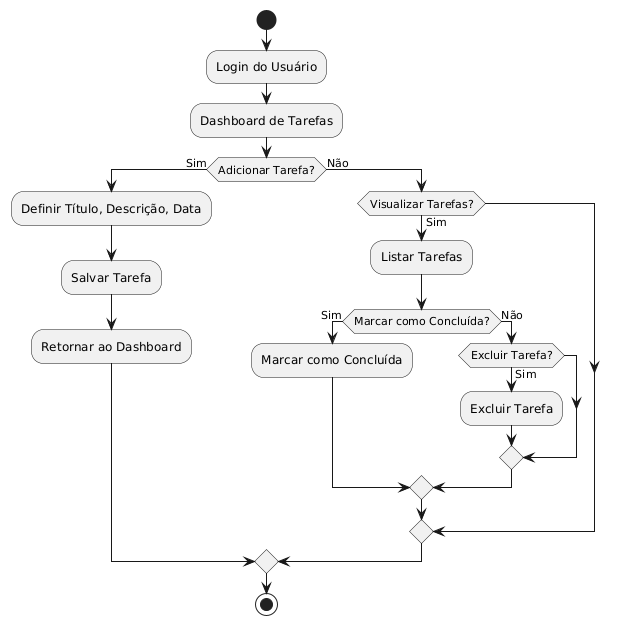 Login do Usuário
Dashboard de Tarefas
Sim
Adicionar Tarefa?
Não
Definir Título, Descrição, Data
Salvar Tarefa
Retornar ao Dashboard
Visualizar Tarefas?
Sim
Listar Tarefas
Sim
Marcar como Concluída?
Não
Marcar como Concluída
Excluir Tarefa?
Sim
Excluir Tarefa